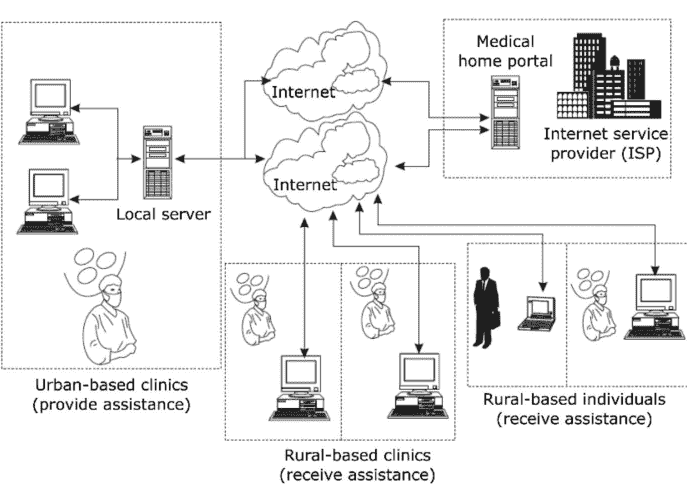 Medical
home portal
Internet
Internet service
provider (ISP)
Internet
Local server
Urban-based clinics
(provide assistance)
Rural-based individuals
(receive assistance)
Rural-based clinics
(receive assistance)